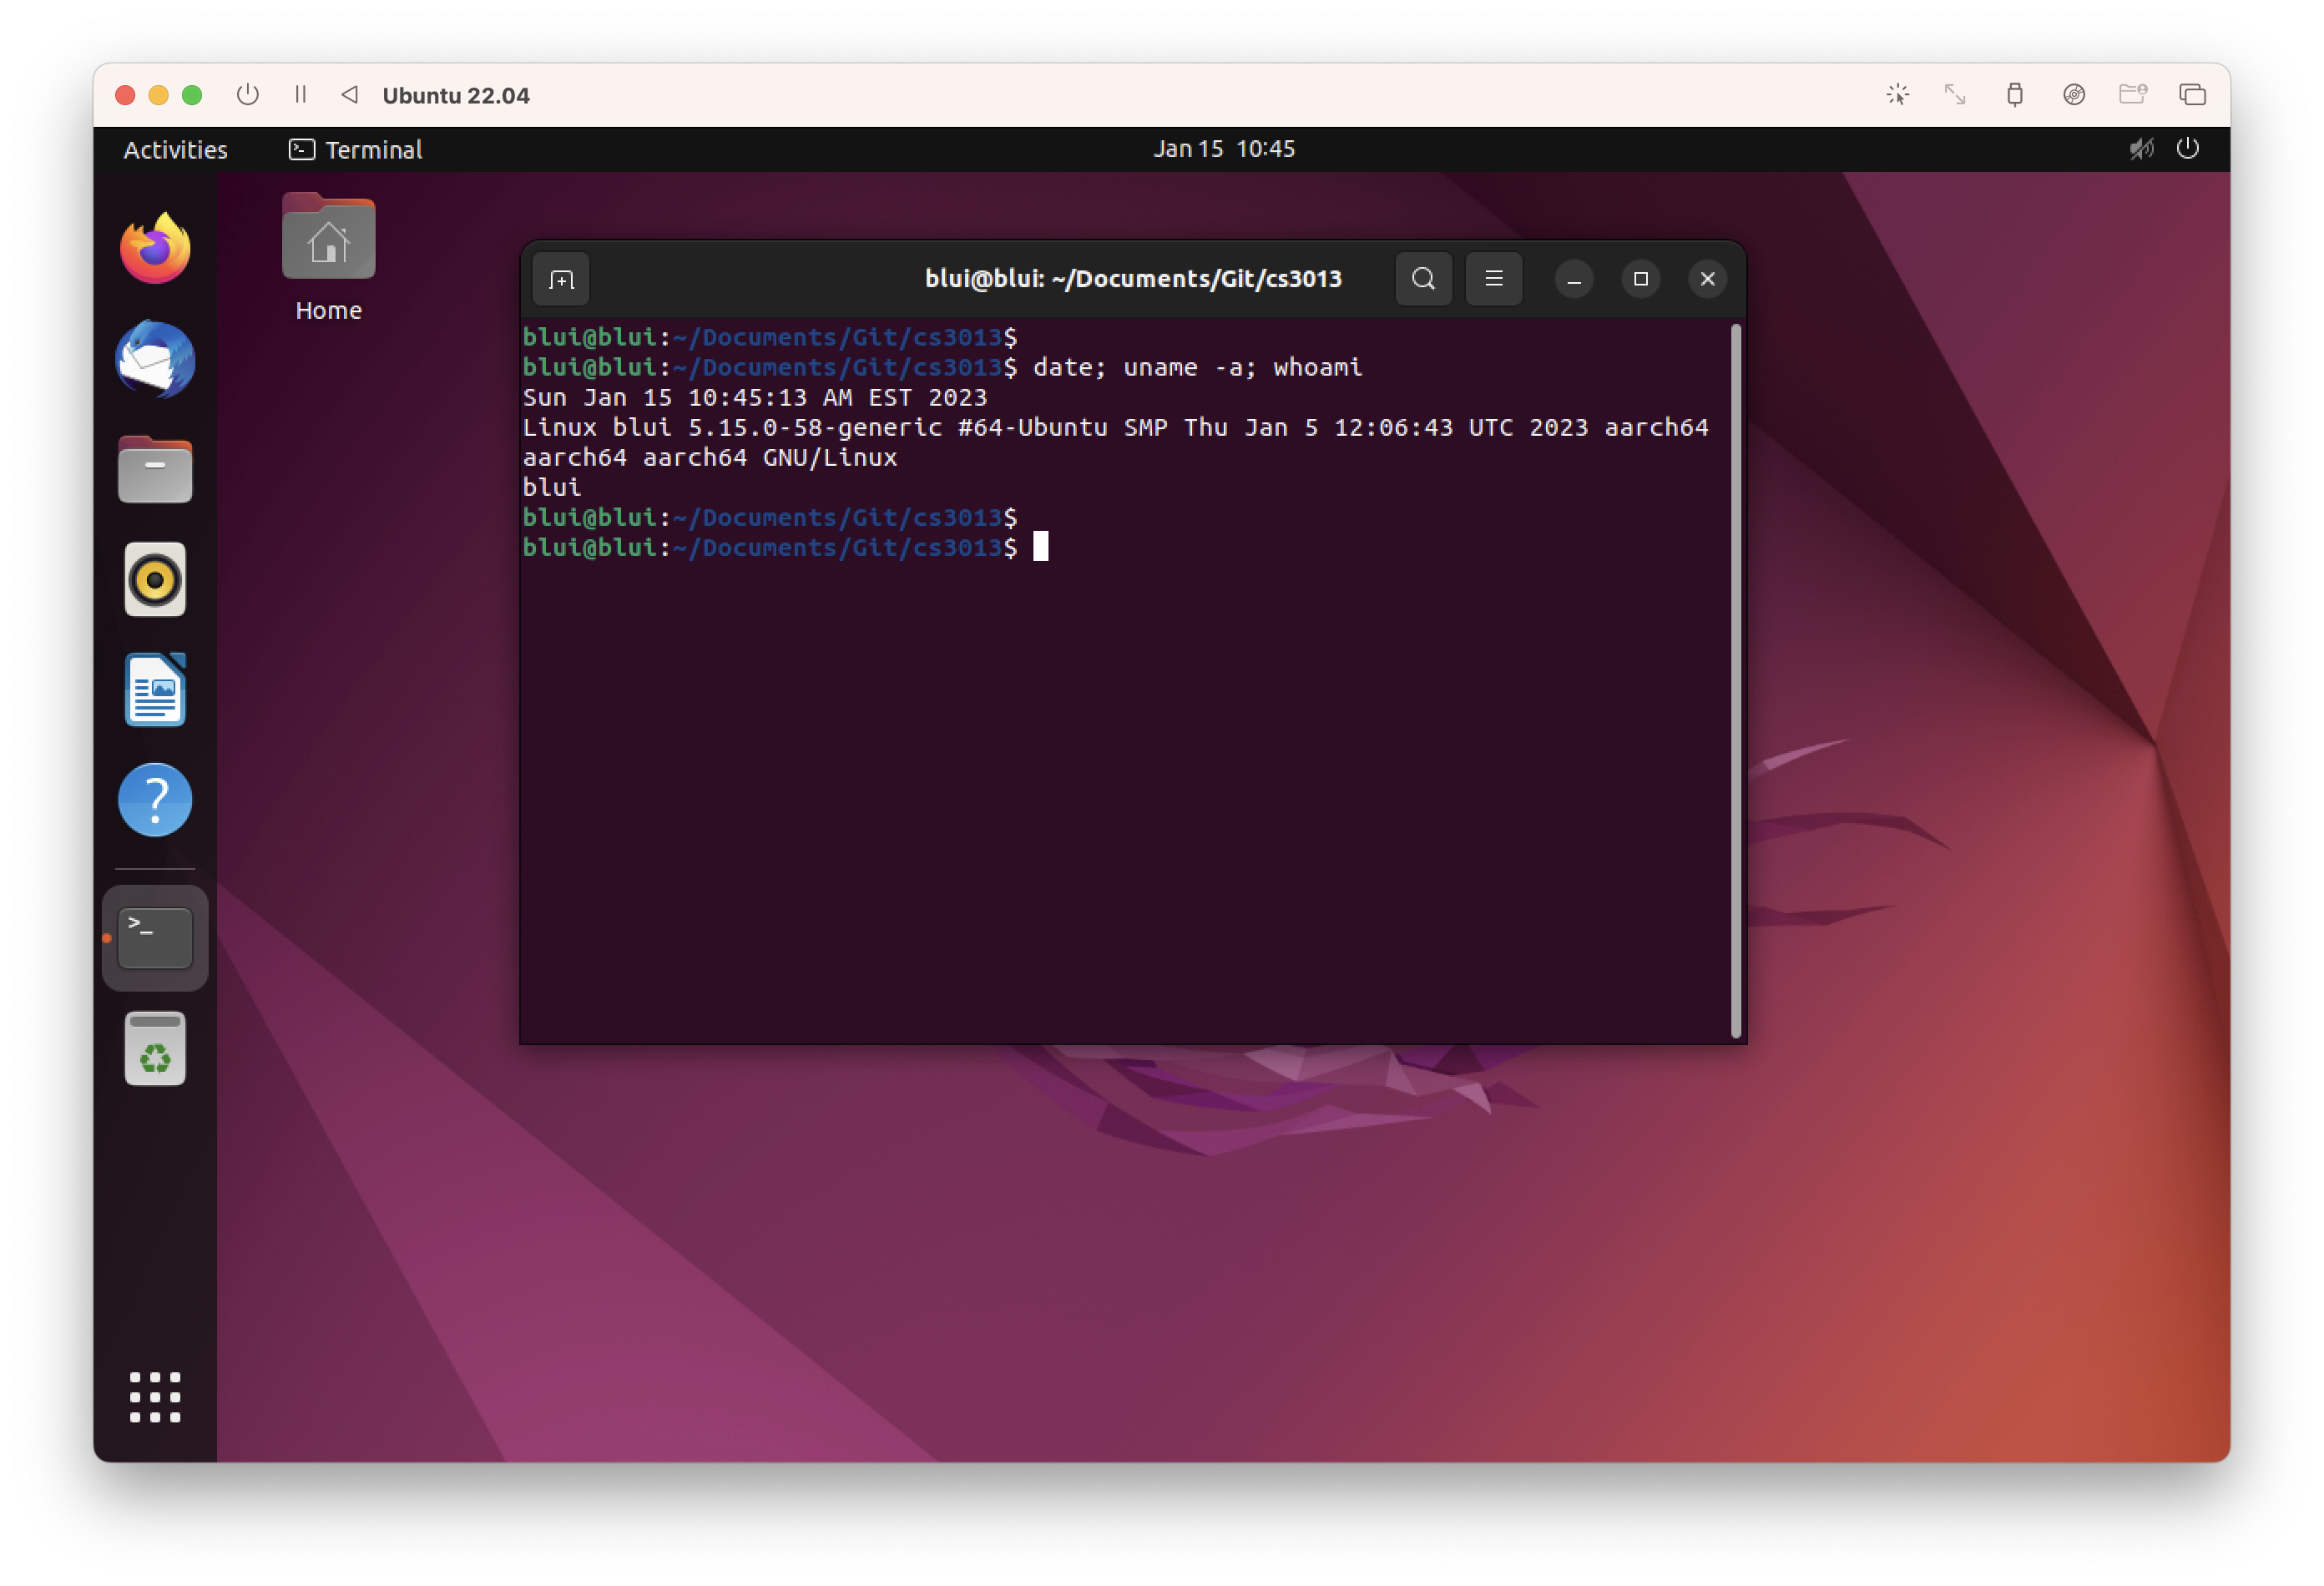 Ubuntu 22.04
Activities
Terminal
Jan 15 10:45
Home
blui@blui: ~/Documents/Git/cs3013
blui@blui:~/Documents/Git/cs3013$
blui@blui:~/Documents/Git/cs3013$ date; uname -a; whoami
Sun Jan 15 10:45:13 AM EST 2023
Linux blui 5.15.0-58-generic #64-Ubuntu SMP Thu Jan 5 12:06:43 UTC 2023 aarch64
aarch64 aarch64 GNU/Linux
blui
blui@blui:~/Documents/Git/cs3013$
blui@blui:~/Documents/Git/cs3013$